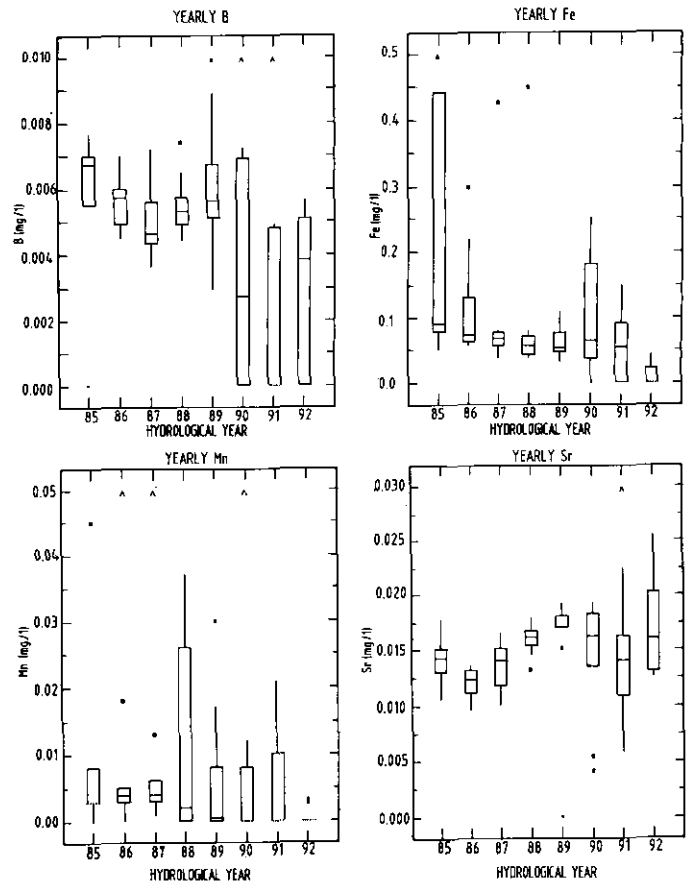 YEARLY B
0.010
0.008
0.006
0.004
0.002
0.000
B (mg/l)
85 86 87 88 89 90 91 92
HYDROLOGICAL YEAR
YEARLY Fe
0.5
0.4
0.3
0.2
0.1
0.0
Fe (mg/l)
85 86 87 88 89 90 91 92
HYDROLOGICAL YEAR
YEARLY Mn
0.05
0.04
0.03
0.02
0.01
0.00
Mn (mg/l)
85 86 87 88 89 90 91 92
HYDROLOGICAL YEAR
YEARLY Sr
0.030
0.025
0.020
0.015
0.010
0.005
0.000
Sr (mg/l)
85 86 87 88 89 90 91 92
HYDROLOGICAL YEAR